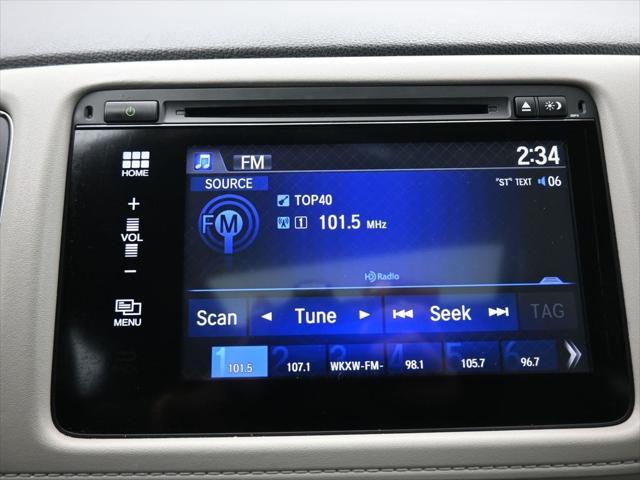 FM
2:34
HOME
SOURCE
"ST" TEXT 06
TOP40
+
FM
1 101.5 MHz
VOL
-
HD Radio
MENU
Scan
Tune
Seek
TAG
1 101.5
2 107.1
3 WKXW-FM-
4 98.1
5 105.7
6 96.7